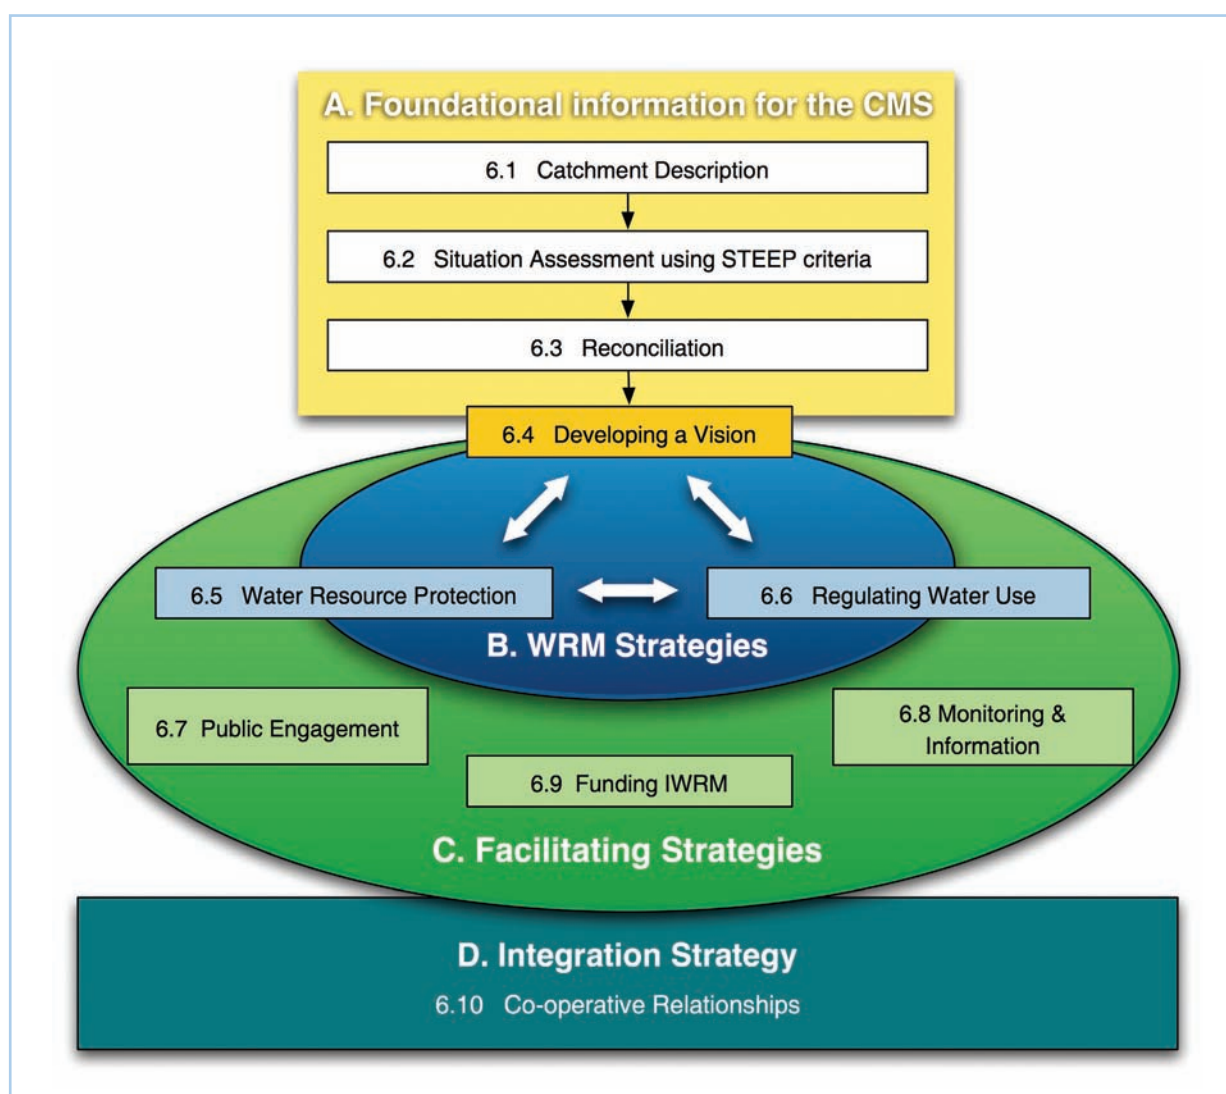 A. Foundational information for the CMS
6.1 Catchment Description
6.2 Situation Assessment using STEEP criteria
6.3 Reconciliation
6.4 Developing a Vision
6.5 Water Resource Protection
6.6 Regulating Water Use
B. WRM Strategies
6.7 Public Engagement
6.8 Monitoring &
Information
6.9 Funding IWRM
C. Facilitating Strategies
D. Integration Strategy
6.10 Co-operative Relationships